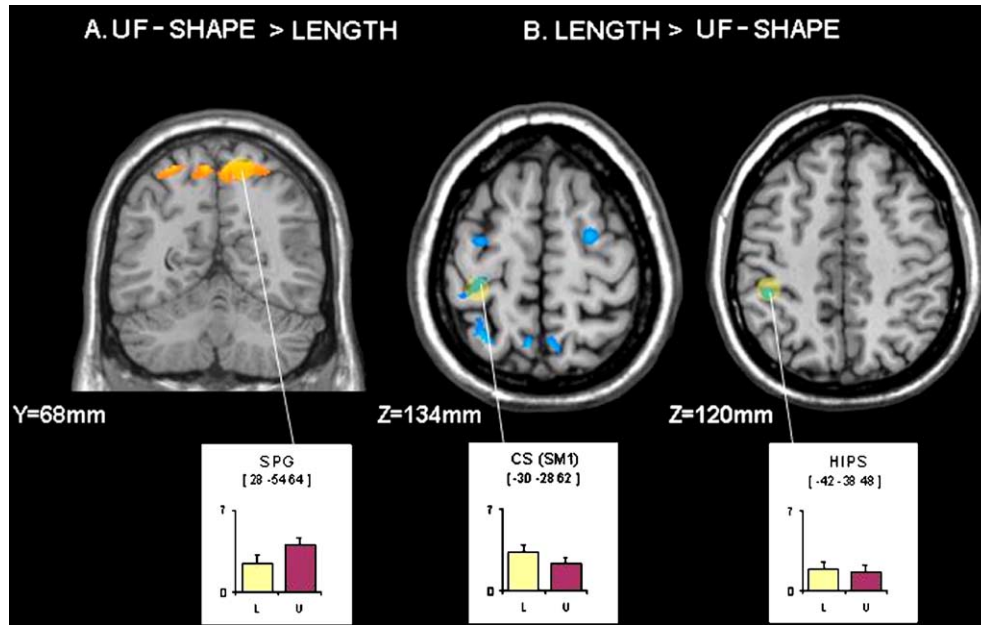 A. UF-SHAPE > LENGTH
B. LENGTH > UF-SHAPE
Y=68mm
Z=134mm
Z=120mm
SPG
[ 28 -54 64 ]
7
0
L U
CS (SM1)
[ -30 -28 62 ]
7
0
L U
HIPS
[ -42 -38 48 ]
7
0
L U